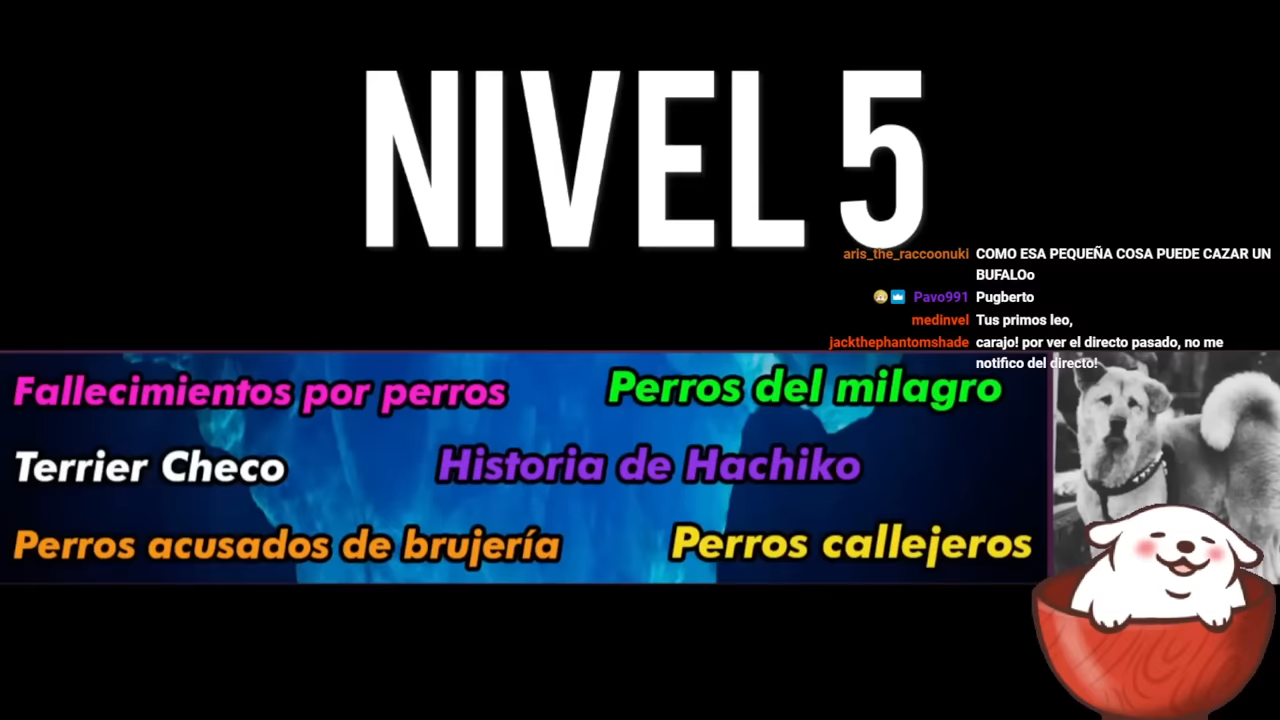 NIVEL 5
aris_the_raccoonuki COMO ESA PEQUEÑA COSA PUEDE CAZAR UN
BUFALOo
Pavo991 Pugberto
medinvel Tus primos leo,
jackthephantomshade carajo! por ver el directo pasado, no me
notifico del directo!
Fallecimientos por perros
Perros del milagro
Terrier Checo
Historia de Hachiko
Perros acusados de brujería
Perros callejeros